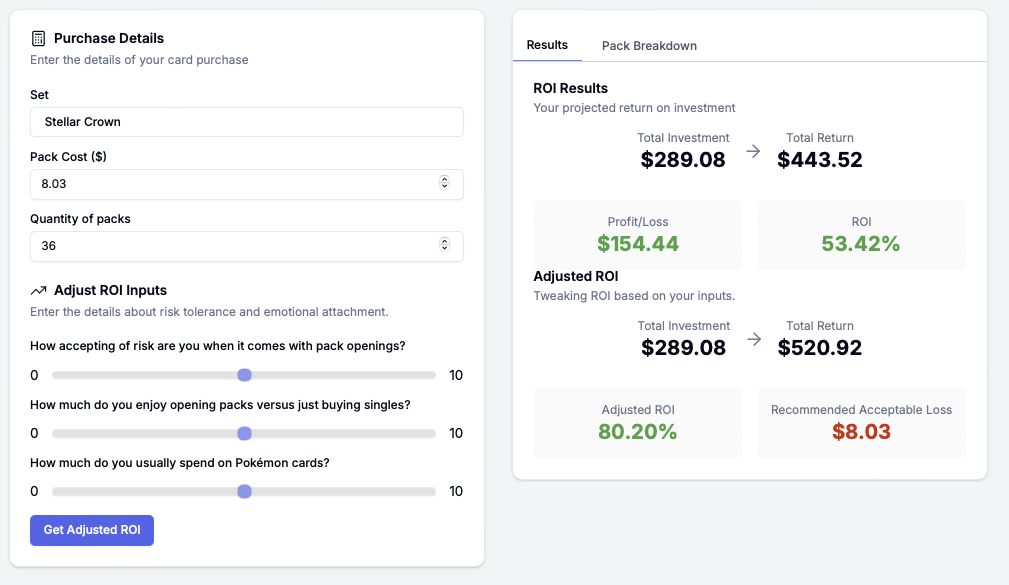 Purchase Details
Enter the details of your card purchase
Set
Stellar Crown
Pack Cost ($)
8.03
Quantity of packs
36
Adjust ROI Inputs
Enter the details about risk tolerance and emotional attachment.
How accepting of risk are you when it comes with pack openings?
0 10
How much do you enjoy opening packs versus just buying singles?
0 10
How much do you usually spend on Pokémon cards?
0 10
Get Adjusted ROI
Results Pack Breakdown
ROI Results
Your projected return on investment
Total Investment Total Return
$289.08 → $443.52
Profit/Loss ROI
$154.44 53.42%
Adjusted ROI
Tweaking ROI based on your inputs.
Total Investment Total Return
$289.08 → $520.92
Adjusted ROI Recommended Acceptable Loss
80.20% $8.03